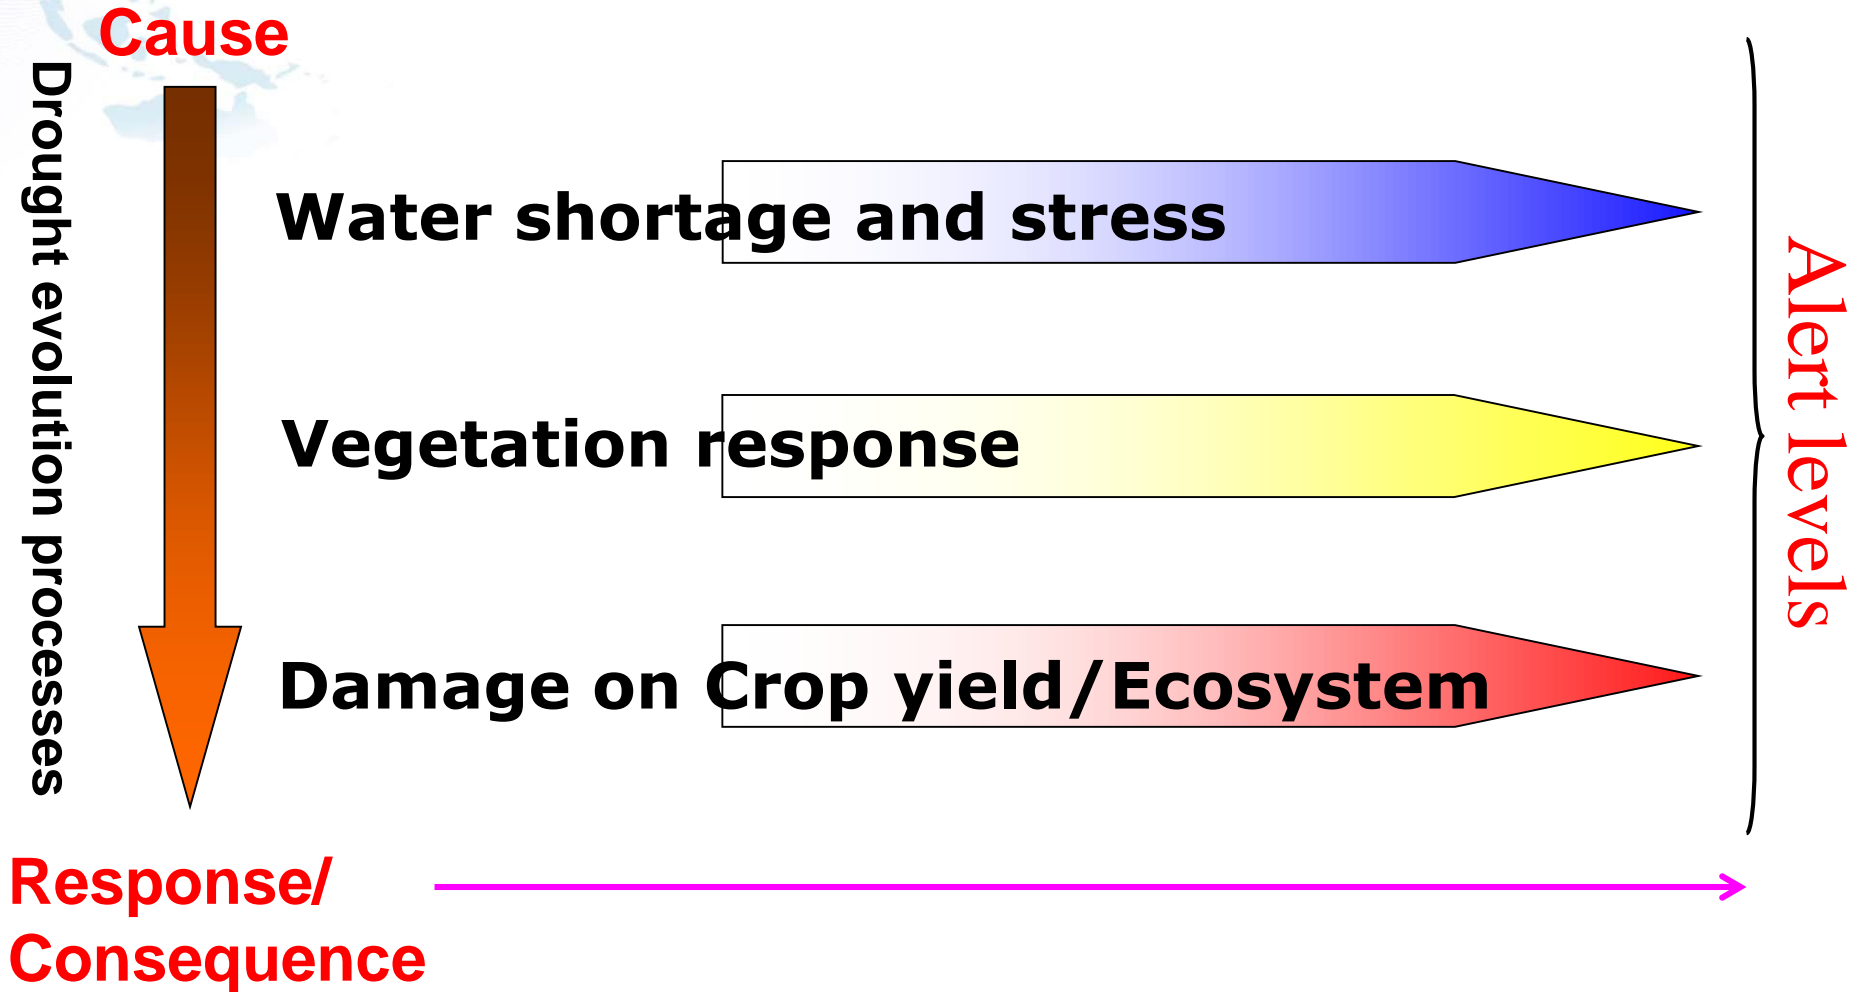 Cause
Drought evolution processes
Water shortage and stress
Vegetation response
Damage on Crop yield/Ecosystem
Alert levels
Response/
Consequence